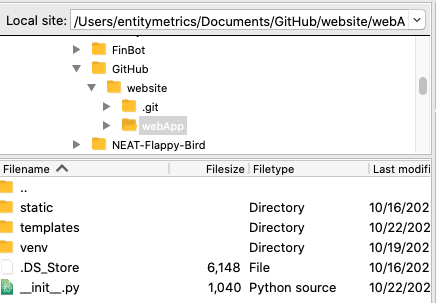 Local site: /Users/entitymetrics/Documents/GitHub/website/webA
FinBot
GitHub
website
.git
webApp
NEAT-Flappy-Bird
Filename Filesize Filetype Last modifi
..
static Directory 10/16/202
templates Directory 10/22/202
venv Directory 10/19/202
.DS_Store 6,148 File 10/16/202
__init__.py 1,040 Python source 10/22/202